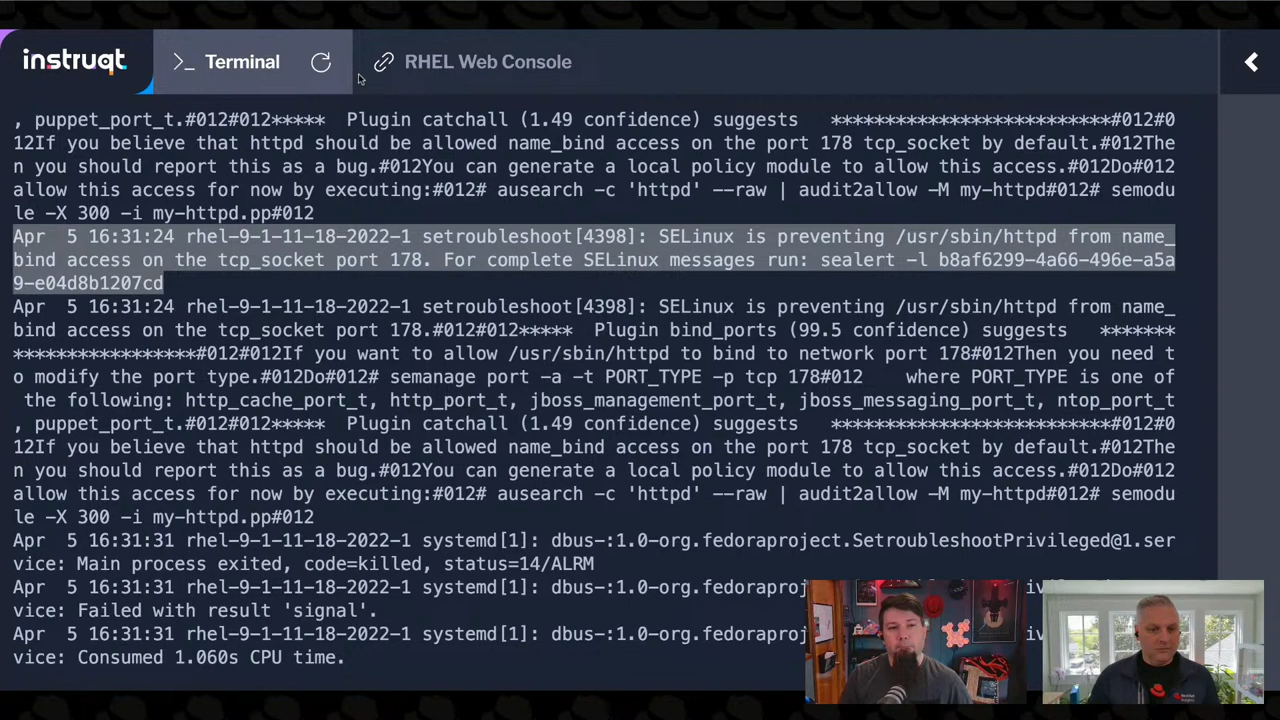 instruqt
>_ Terminal
RHEL Web Console
, puppet_port_t.#012#012***** Plugin catchall (1.49 confidence) suggests **************************#012#0
12If you believe that httpd should be allowed name_bind access on the port 178 tcp_socket by default.#012The
n you should report this as a bug.#012You can generate a local policy module to allow this access.#012Do#012
allow this access for now by executing:#012# ausearch -c 'httpd' --raw | audit2allow -M my-httpd#012# semodu
le -X 300 -i my-httpd.pp#012
Apr  5 16:31:24 rhel-9-1-11-18-2022-1 setroubleshoot[4398]: SELinux is preventing /usr/sbin/httpd from name_
bind access on the tcp_socket port 178. For complete SELinux messages run: sealert -l b8af6299-4a66-496e-a5a
9-e04d8b1207cd
Apr  5 16:31:24 rhel-9-1-11-18-2022-1 setroubleshoot[4398]: SELinux is preventing /usr/sbin/httpd from name_
bind access on the tcp_socket port 178.#012#012***** Plugin bind_ports (99.5 confidence) suggests *******
*****************#012#012If you want to allow /usr/sbin/httpd to bind to network port 178#012Then you need t
o modify the port type.#012Do#012# semanage port -a -t PORT_TYPE -p tcp 178#012    where PORT_TYPE is one of
the following: http_cache_port_t, http_port_t, jboss_management_port_t, jboss_messaging_port_t, ntop_port_t
, puppet_port_t.#012#012***** Plugin catchall (1.49 confidence) suggests **************************#012#0
12If you believe that httpd should be allowed name_bind access on the port 178 tcp_socket by default.#012The
n you should report this as a bug.#012You can generate a local policy module to allow this access.#012Do#012
allow this access for now by executing:#012# ausearch -c 'httpd' --raw | audit2allow -M my-httpd#012# semodu
le -X 300 -i my-httpd.pp#012
Apr  5 16:31:31 rhel-9-1-11-18-2022-1 systemd[1]: dbus-:1.0-org.fedoraproject.SetroubleshootPrivileged@1.ser
vice: Main process exited, code=killed, status=14/ALRM
Apr  5 16:31:31 rhel-9-1-11-18-2022-1 systemd[1]: dbus-:1.0-org.fedoraproj
vice: Failed with result 'signal'.
Apr  5 16:31:31 rhel-9-1-11-18-2022-1 systemd[1]: dbus-:1.0-org.fedoraproj
vice: Consumed 1.060s CPU time.